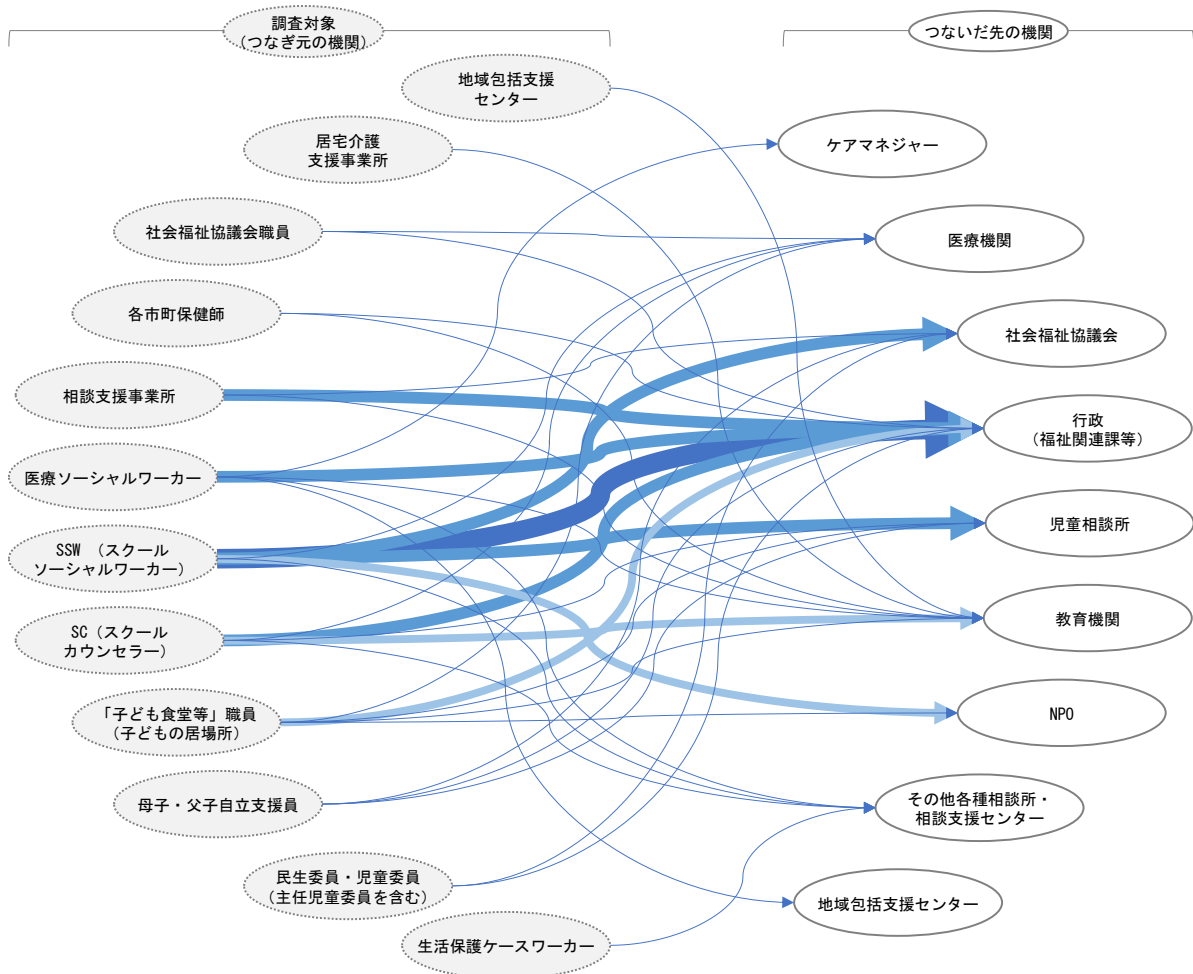 調査対象
(つなぎ元の機関)
つないだ先の機関
地域包括支援
センター
居宅介護
支援事業所
社会福祉協議会職員
各市町保健師
相談支援事業所
医療ソーシャルワーカー
SSW (スクール
ソーシャルワーカー)
SC(スクール
カウンセラー)
「子ども食堂等」職員
(子どもの居場所)
母子・父子自立支援員
民生委員・児童委員
(主任児童委員を含む)
生活保護ケースワーカー
ケアマネジャー
医療機関
社会福祉協議会
行政
(福祉関連課等)
児童相談所
教育機関
NPO
その他各種相談所・
相談支援センター
地域包括支援センター